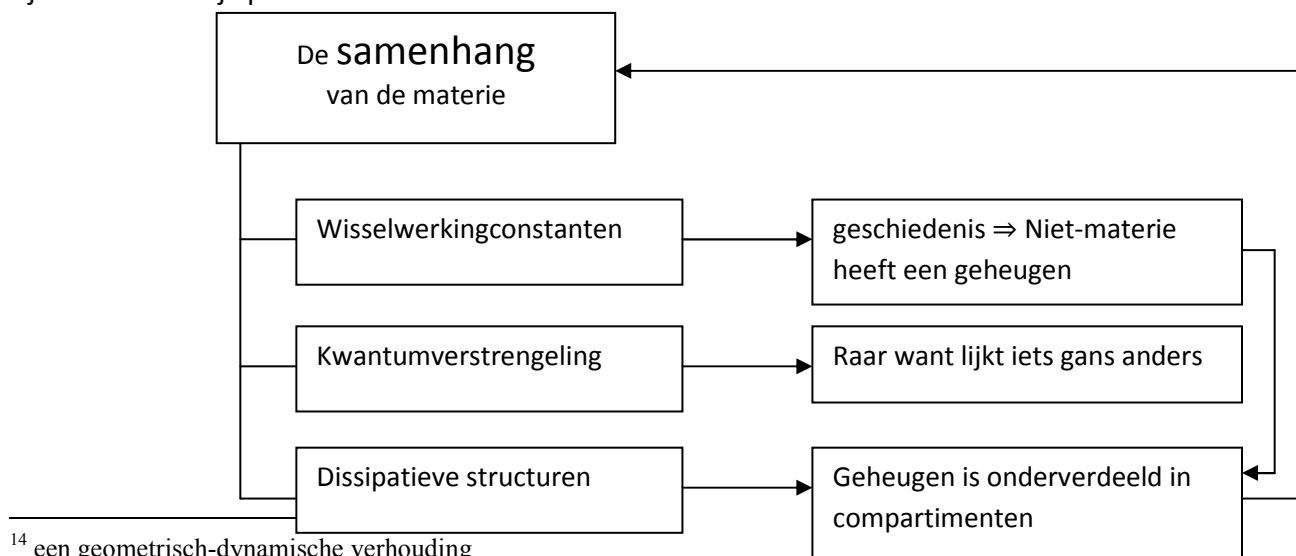 De samenhang
van de materie
Wisselwerkingconstanten
geschiedenis ⇒ Niet-materie
heeft een geheugen
Kwantumverstrengeling
Raar want lijkt iets gans anders
Dissipatieve structuren
Geheugen is onderverdeeld in
compartimenten
14 een geometrisch-dynamische verhouding